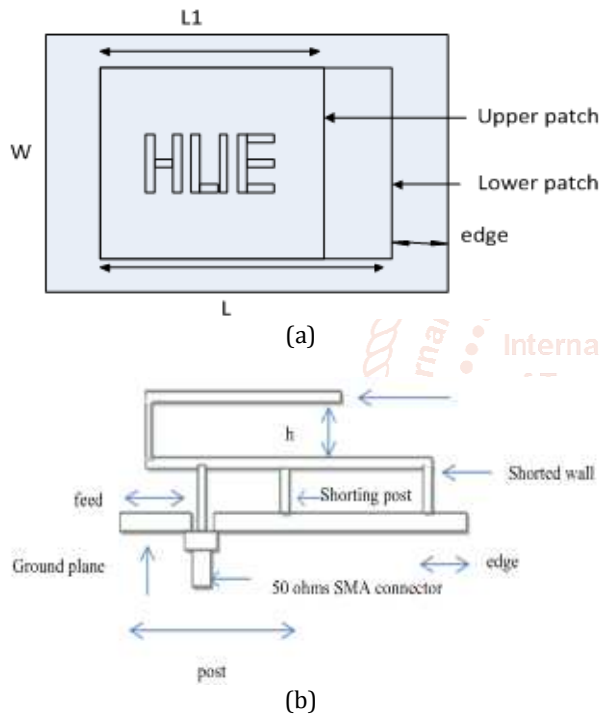 L1
W
HUE
Upper patch
Lower patch
edge
L
(a)
Interna
h
Shorted wall
feed
Shorting post
Ground plane
edge
50 ohms SMA connector
post
(b)